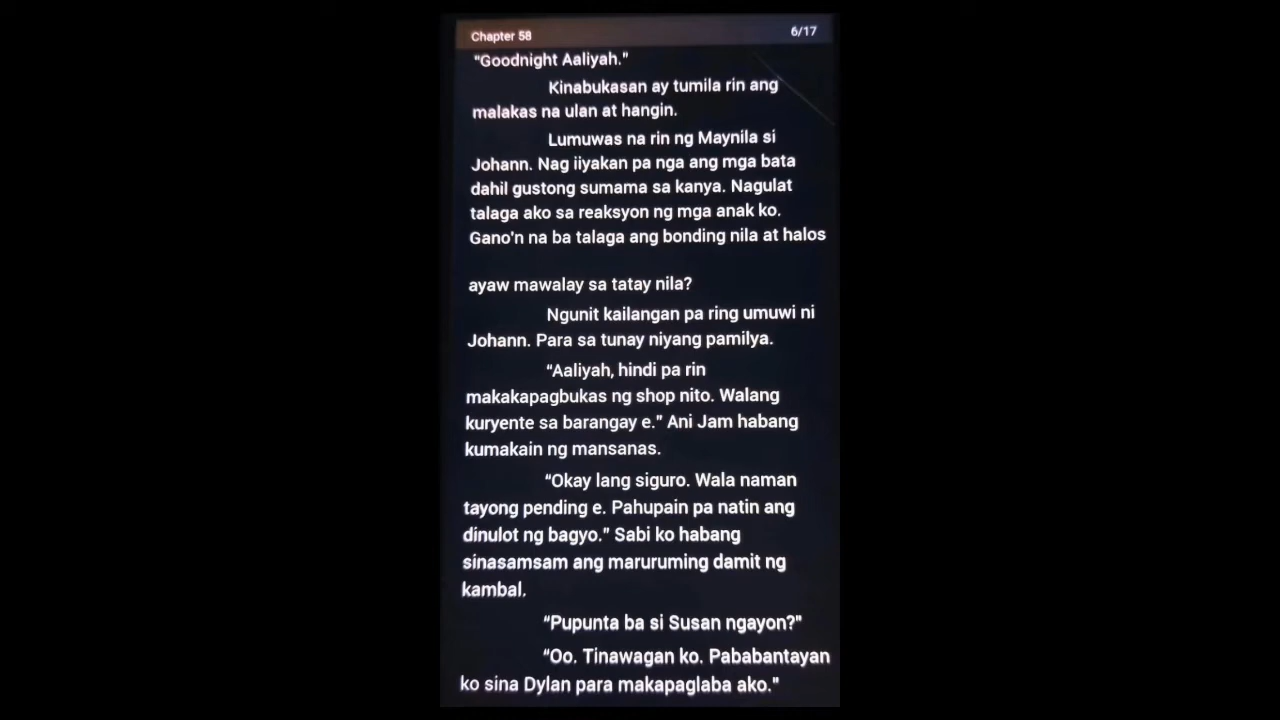 Chapter 58
6/17
"Goodnight Aaliyah."
Kinabukasan ay tumila rin ang
malakas na ulan at hangin.
Lumuwas na rin ng Maynila si
Johann. Nag iiyakan pa nga ang mga bata
dahil gustong sumama sa kanya. Nagulat
talaga ako sa reaksyon ng mga anak ko.
Gano'n na ba talaga ang bonding nila at halos
ayaw mawalay sa tatay nila?
Ngunit kailangan pa ring umuwi ni
Johann. Para sa tunay niyang pamilya.
“Aaliyah, hindi pa rin
makakapagbukas ng shop nito. Walang
kuryente sa barangay e.” Ani Jam habang
kumakain ng mansanas.
“Okay lang siguro. Wala naman
tayong pending e. Pahupain pa natin ang
dinulot ng bagyo.” Sabi ko habang
sinasamsam ang maruruming damit ng
kambal.
“Pupunta ba si Susan ngayon?"
“Oo. Tinawagan ko. Pababantayan
ko sina Dylan para makapaglaba ako."